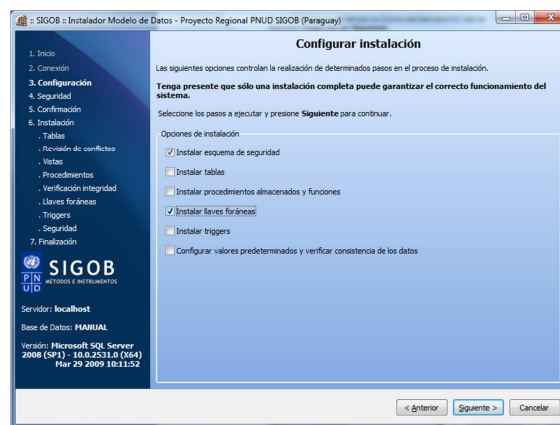 :: SIGOB :: Instalador Modelo de Datos - Proyecto Regional PNUD SIGOB (Paraguay)
1. Inicio
2. Conexión
3. Configuración
4. Seguridad
5. Confirmación
6. Instalación
. Tablas
. Revisión de conflictos
. Vistas
. Procedimientos
. Verificación integridad
. Llaves foráneas
. Triggers
. Seguridad
7. Finalización
PN
UD
SIGOB
MÉTODOS E INSTRUMENTOS
Servidor: localhost
Base de Datos: MANUAL
Versión: Microsoft SQL Server
2008 (SP1) - 10.0.2531.0 (X64)
Mar 29 2009 10:11:52
Configurar instalación
Las siguientes opciones controlan la realización de determinados pasos en el proceso de instalación.
Tenga presente que sólo una instalación completa puede garantizar el correcto funcionamiento del
sistema.
Seleccione los pasos a ejecutar y presione Siguiente para continuar.
Opciones de instalación
Instalar esquema de seguridad
Instalar tablas
Instalar procedimientos almacenados y funciones
Instalar llaves foráneas
Instalar triggers
Configurar valores predeterminados y verificar consistencia de los datos
< Anterior
Siguiente >
Cancelar